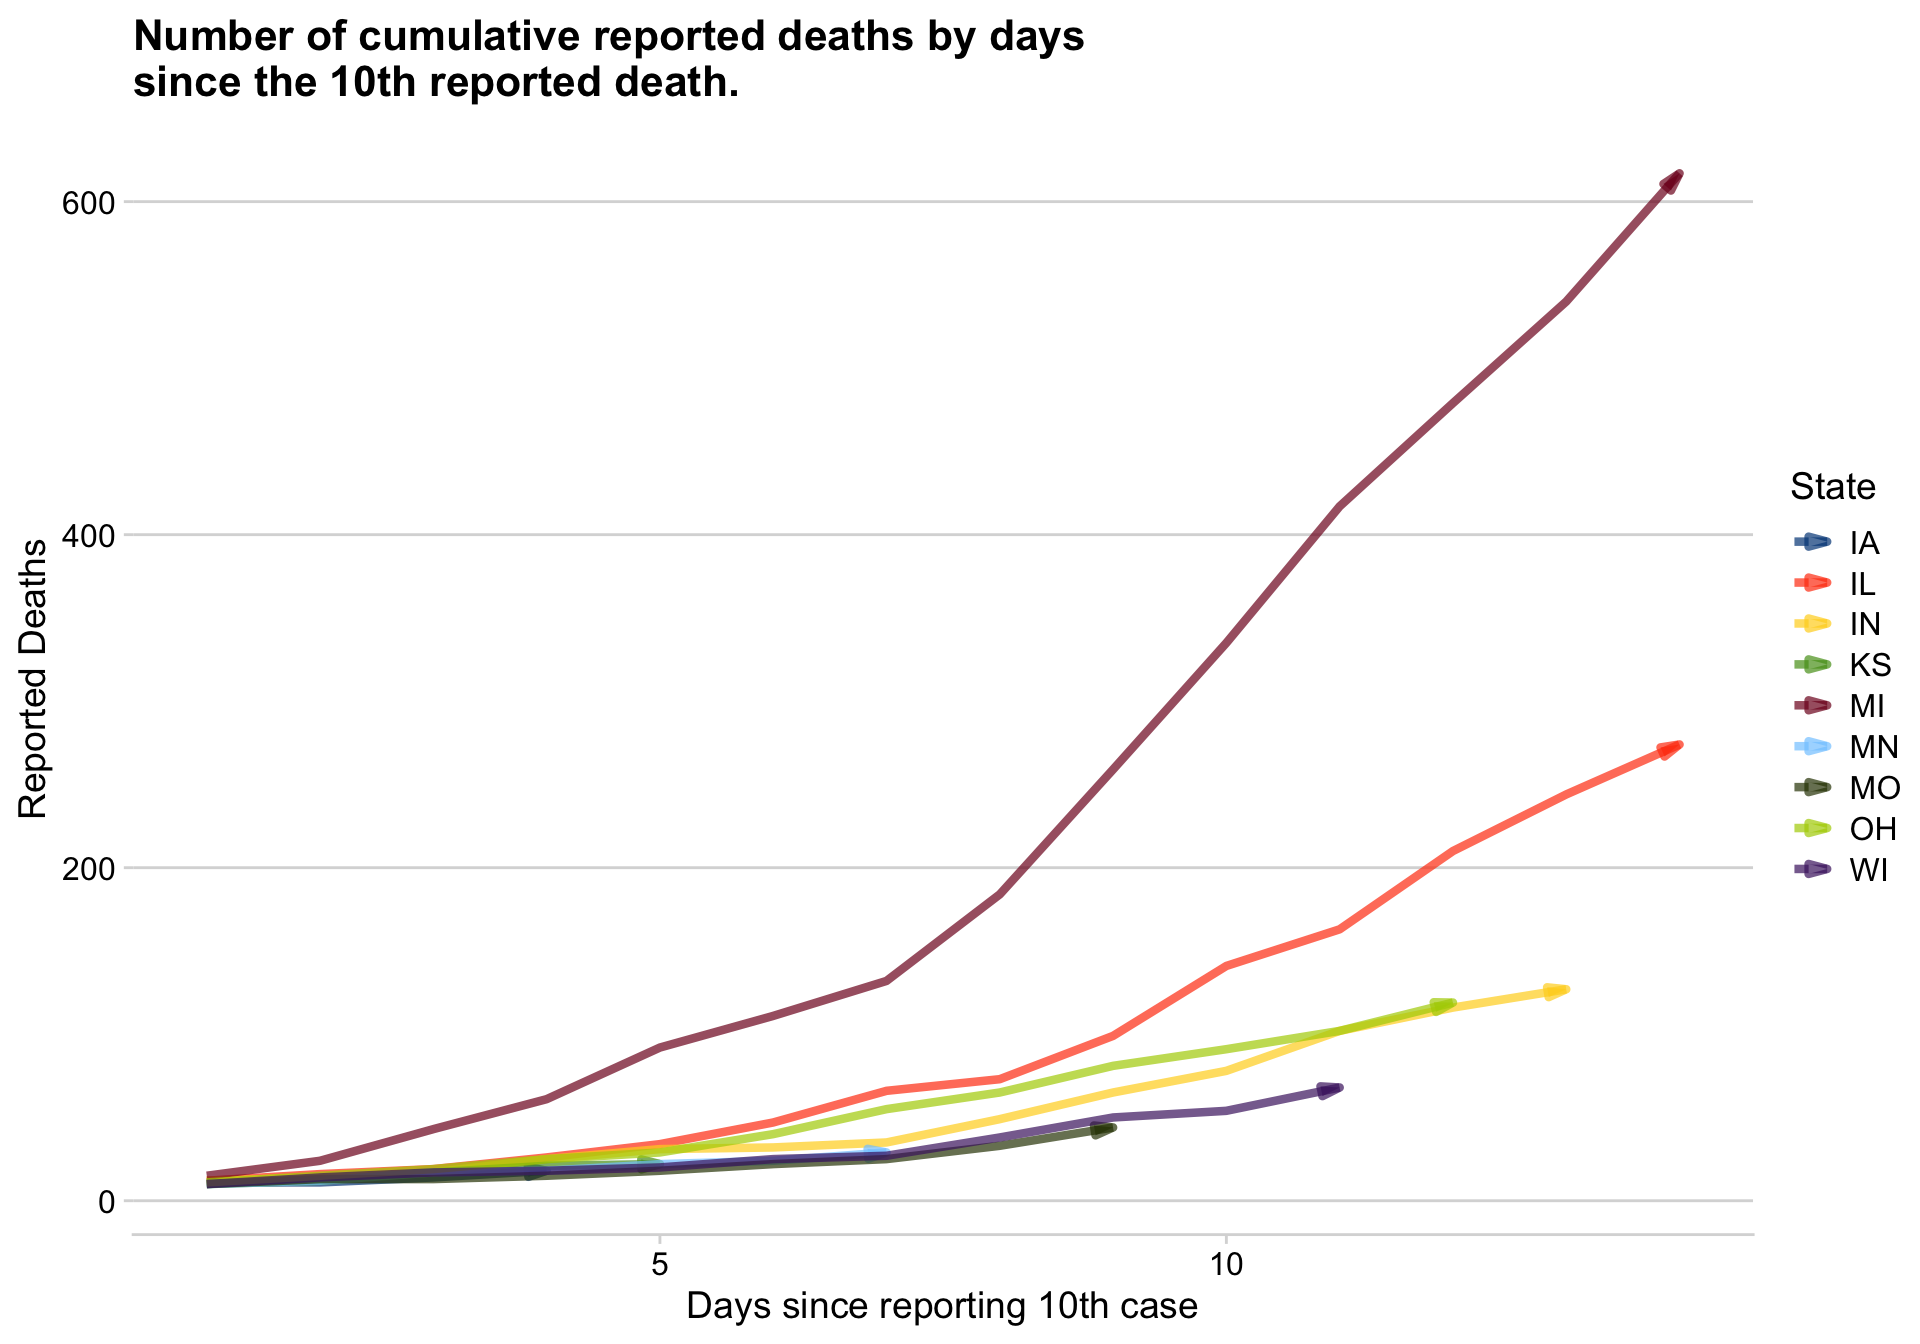 Number of cumulative reported deaths by days
since the 10th reported death.
600
400
200
0
Reported Deaths
5
10
Days since reporting 10th case
State
IA
IL
IN
KS
MI
MN
MO
OH
WI